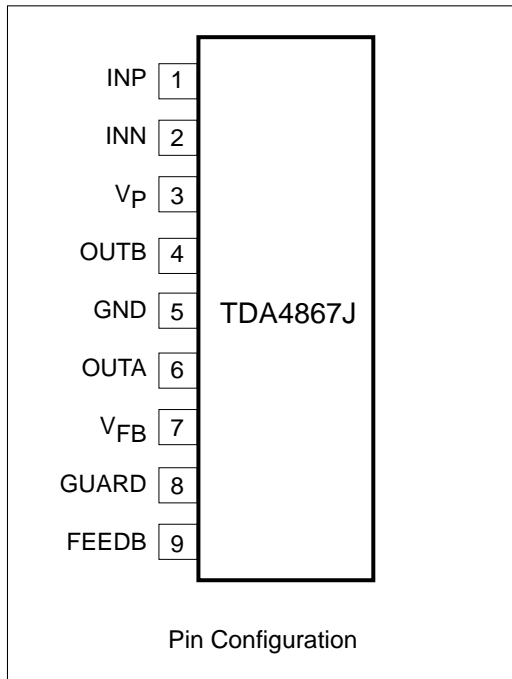 INP 1
INN 2
VP 3
OUTB 4
GND 5
TDA4867J
OUTA 6
VFB 7
GUARD 8
FEEDB 9
Pin Configuration